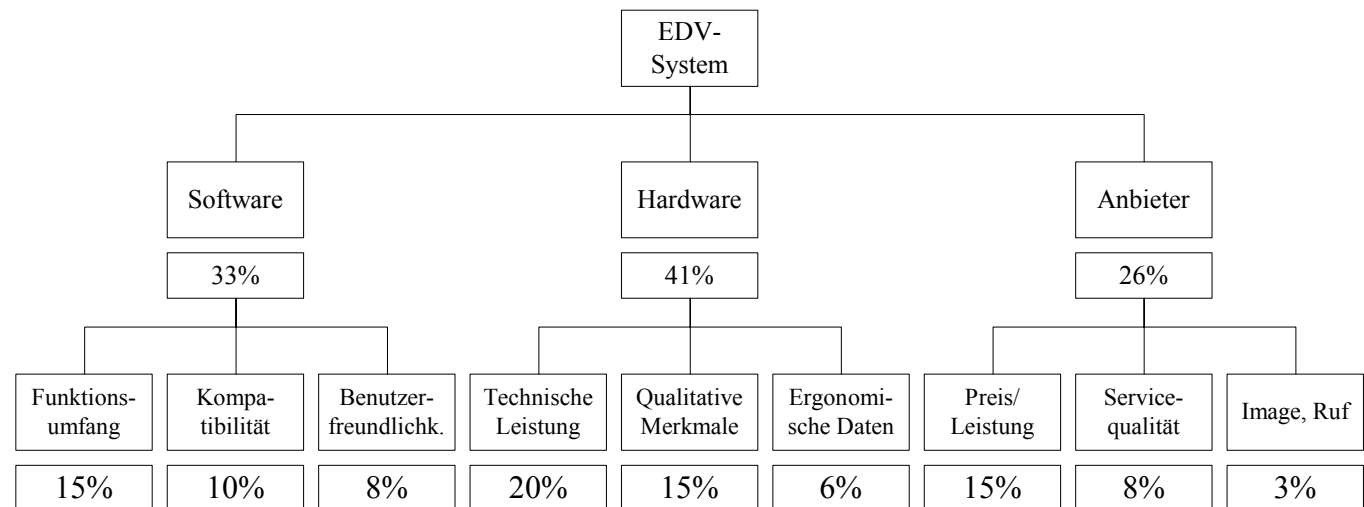 EDV-
System
Software
Hardware
Anbieter
33%
41%
26%
Funktions-
umfang
Kompa-
tibilität
Benutzer-
freundlichk.
Technische
Leistung
Qualitative
Merkmale
Ergonomi-
sche Daten
Preis/
Leistung
Service-
qualität
Image, Ruf
15%
10%
8%
20%
15%
6%
15%
8%
3%